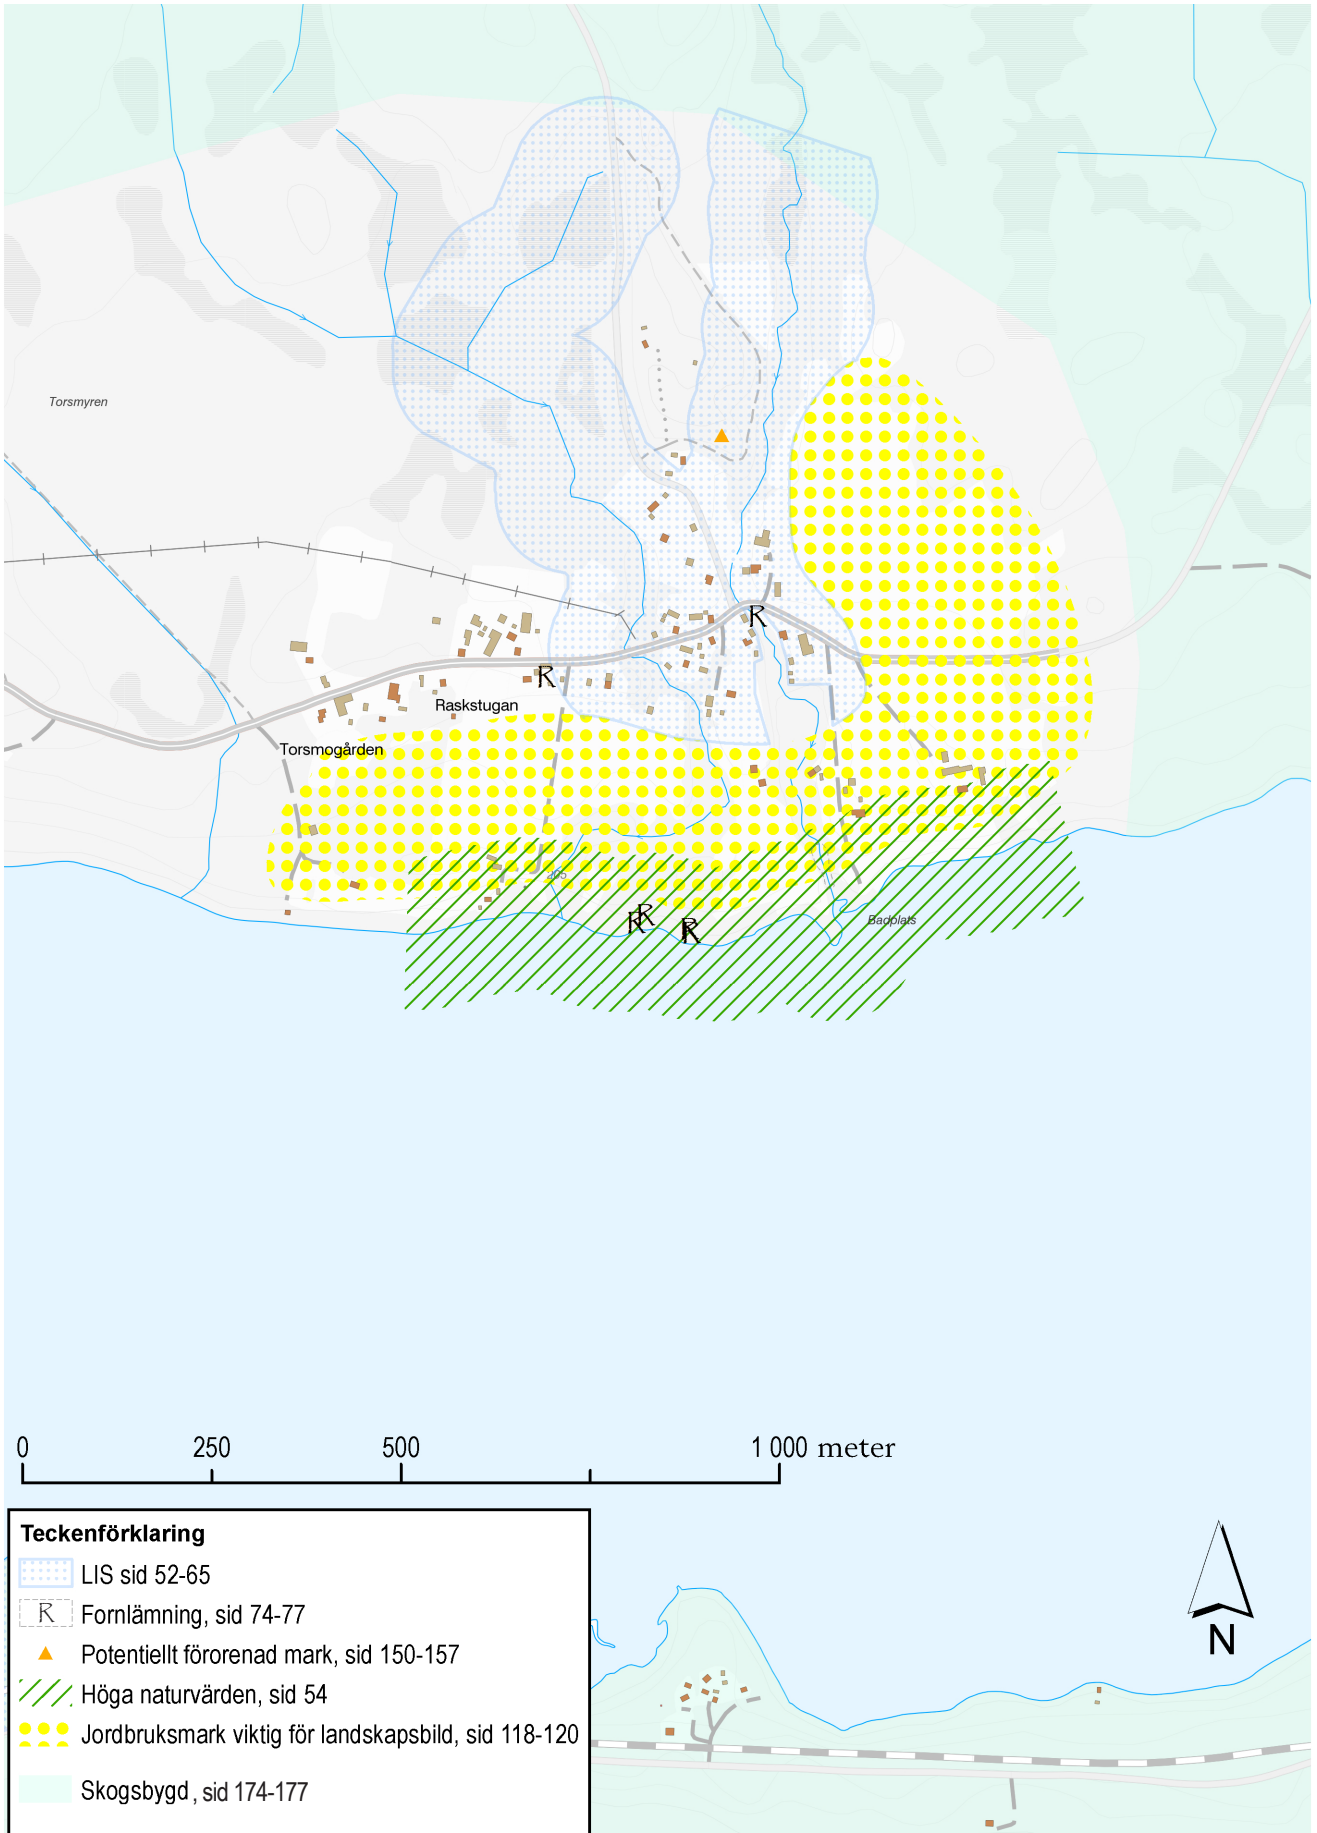 Torsmyren
R
R
Raskstugan
Torsmogården
205
R
R
R
R
Badplats
0 250 500 1 000 meter
Teckenförklaring
LIS sid 52-65
R Fornlämning, sid 74-77
Potentiellt förorenad mark, sid 150-157
Höga naturvärden, sid 54
Jordbruksmark viktig för landskapsbild, sid 118-120
Skogsbygd, sid 174-177
N